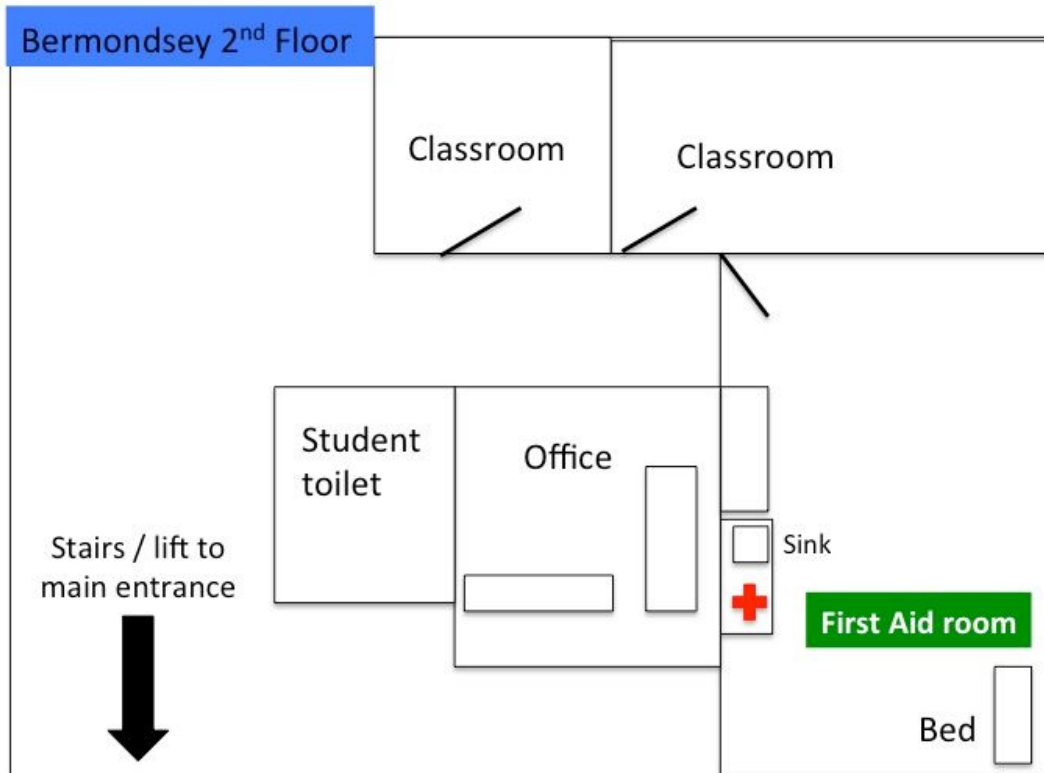 Bermondsey 2nd Floor
Classroom
Classroom
Student
toilet
Office
Stairs / lift to
main entrance
Sink
First Aid room
Bed